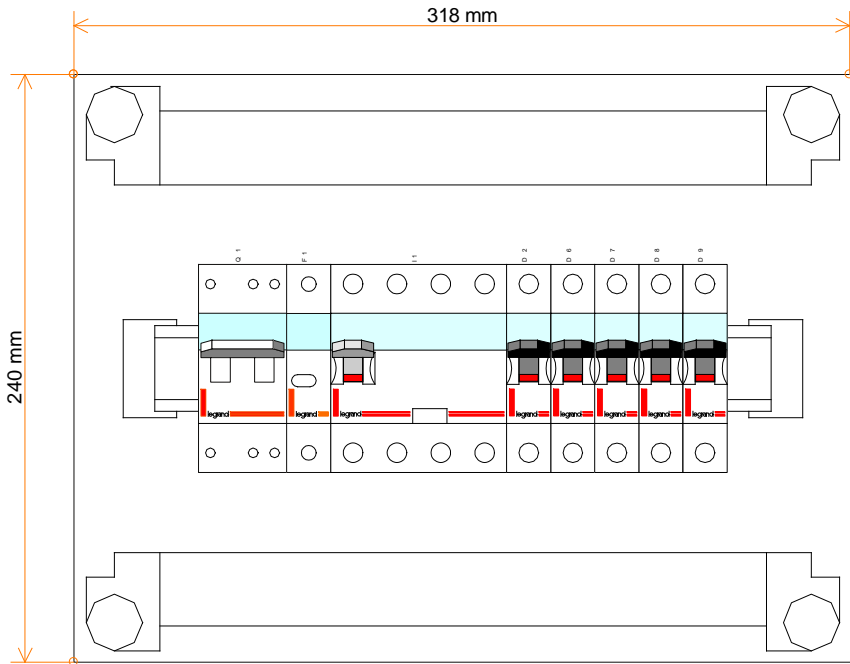 318 mm
240 mm
Q 1
F 1
I 1
D 2
D 6
D 7
D 8
D 9
legrand
legrand
legrand
legrand
legrand
legrand
legrand
legrand